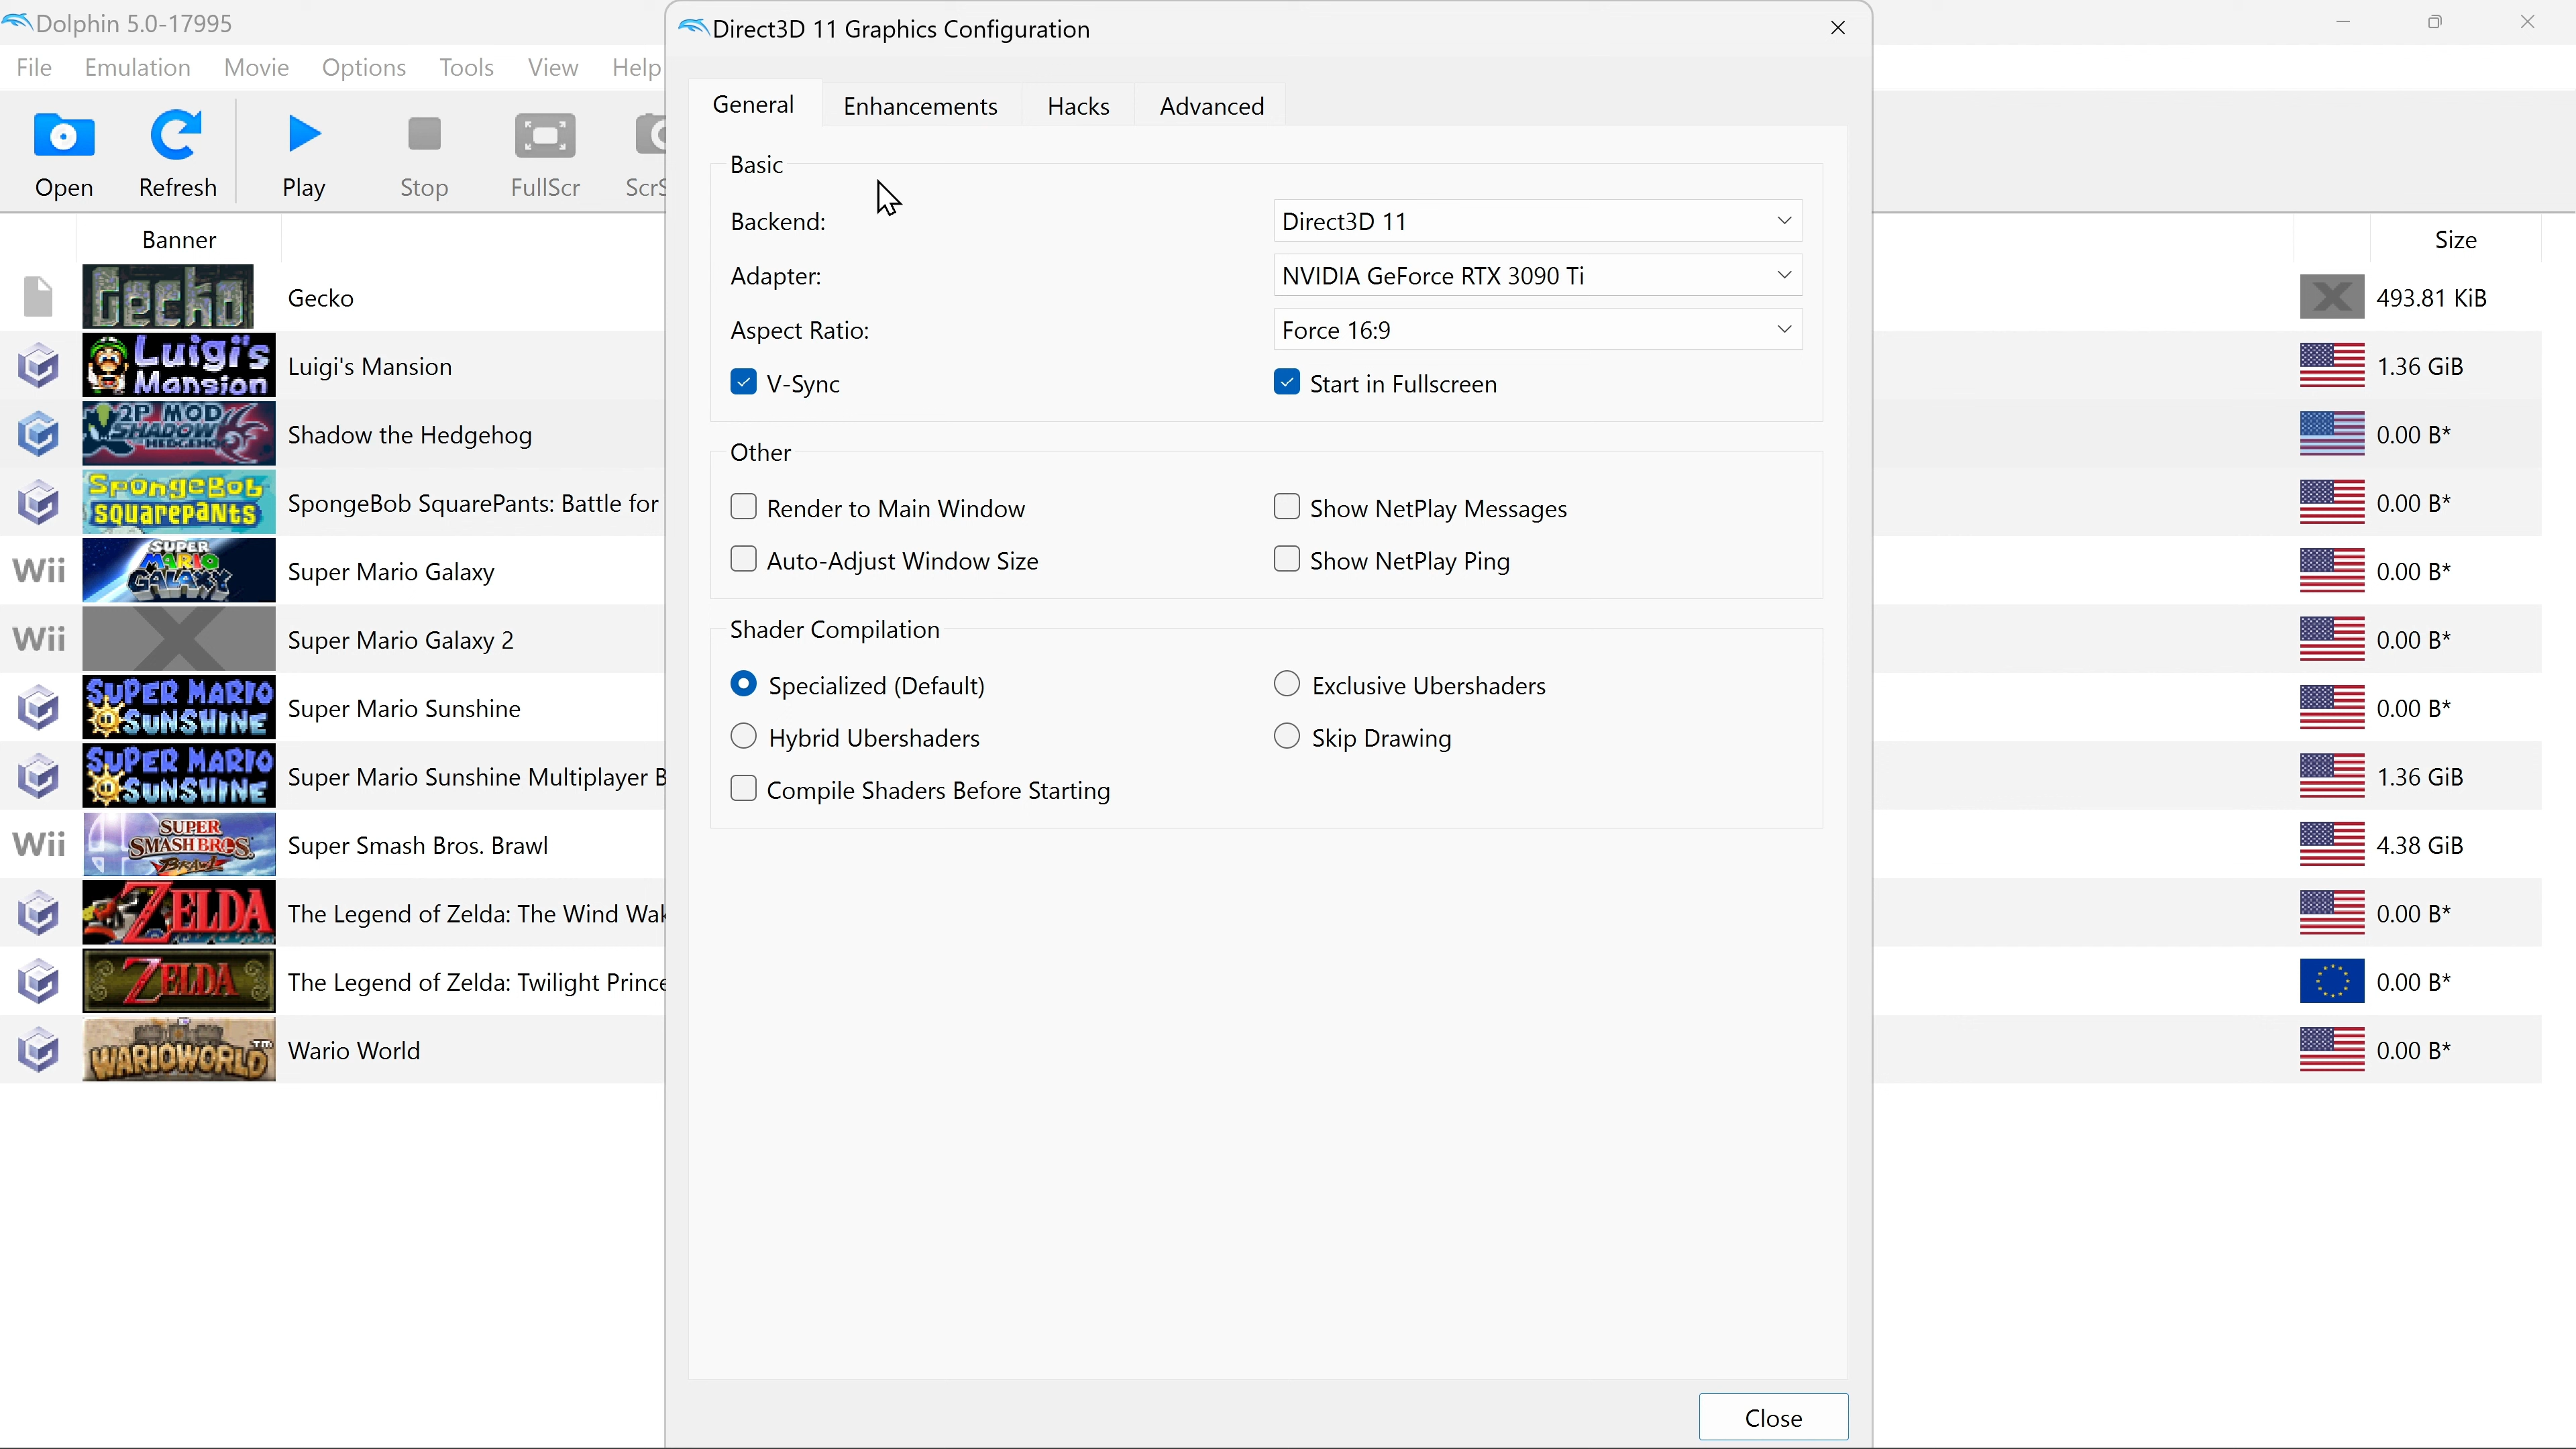 Dolphin 5.0-17995
Direct3D 11 Graphics Configuration
File Emulation Movie Options Tools View Help
Open Refresh Play Stop FullScr ScrS
General Enhancements Hacks Advanced
Basic
Backend: Direct3D 11
Adapter: NVIDIA GeForce RTX 3090 Ti
Aspect Ratio: Force 16:9
V-Sync Start in Fullscreen
Other
Render to Main Window Show NetPlay Messages
Auto-Adjust Window Size Show NetPlay Ping
Shader Compilation
Specialized (Default) Exclusive Ubershaders
Hybrid Ubershaders Skip Drawing
Compile Shaders Before Starting
Close
Banner Size
Gecko Gecko 493.81 KiB
Luigi's Mansion Luigi's Mansion 1.36 GiB
2P MOD SHADOW THE HEDGEHOG Shadow the Hedgehog 0.00 B*
SpongeBob SquarePants SpongeBob SquarePants: Battle for 0.00 B*
Wii SUPER MARIO GALAXY Super Mario Galaxy 0.00 B*
Wii Super Mario Galaxy 2 0.00 B*
SUPER MARIO SUNSHINE Super Mario Sunshine 0.00 B*
SUPER MARIO SUNSHINE Super Mario Sunshine Multiplayer B 1.36 GiB
Wii SUPER SMASH BROS. BRAWL Super Smash Bros. Brawl 4.38 GiB
ZELDA The Legend of Zelda: The Wind Wak 0.00 B*
ZELDA The Legend of Zelda: Twilight Prince 0.00 B*
WARIOWORLD™ Wario World 0.00 B*